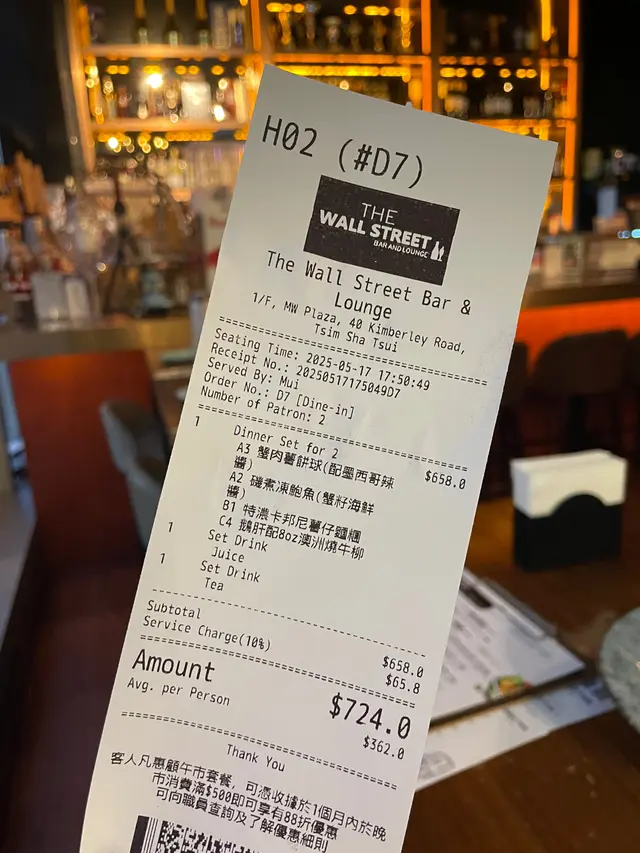 H02 (#D7)
THE
WALL STREET
BAR AND LOUNGE
The Wall Street Bar &
Lounge
1/F, MW Plaza, 40 Kimberley Road,
Tsim Sha Tsui
Seating Time: 2025-05-17 17:50:49
Receipt No.: 20250517175049D7
Served By: Mui
Order No.: D7 [Dine-in]
Number of Patron: 2
1 Dinner Set for 2 $658.0
A3 蟹肉薯餅球(配墨西哥辣
醬)
A2 磯煮凍鮑魚(蟹籽海鮮
醬)
B1 特濃卡邦尼薯仔麵糰
C4 鵝肝配8oz澳洲燒牛柳
1 Set Drink
Juice
1 Set Drink
Tea
Subtotal $658.0
Service Charge(10%) $65.8
Amount $724.0
Avg. per Person $362.0
Thank You
客人凡惠顧午市套餐, 可憑收據於1個月內於晚
市消費滿$500即可享有88折優惠
可向職員查詢及了解優惠細則